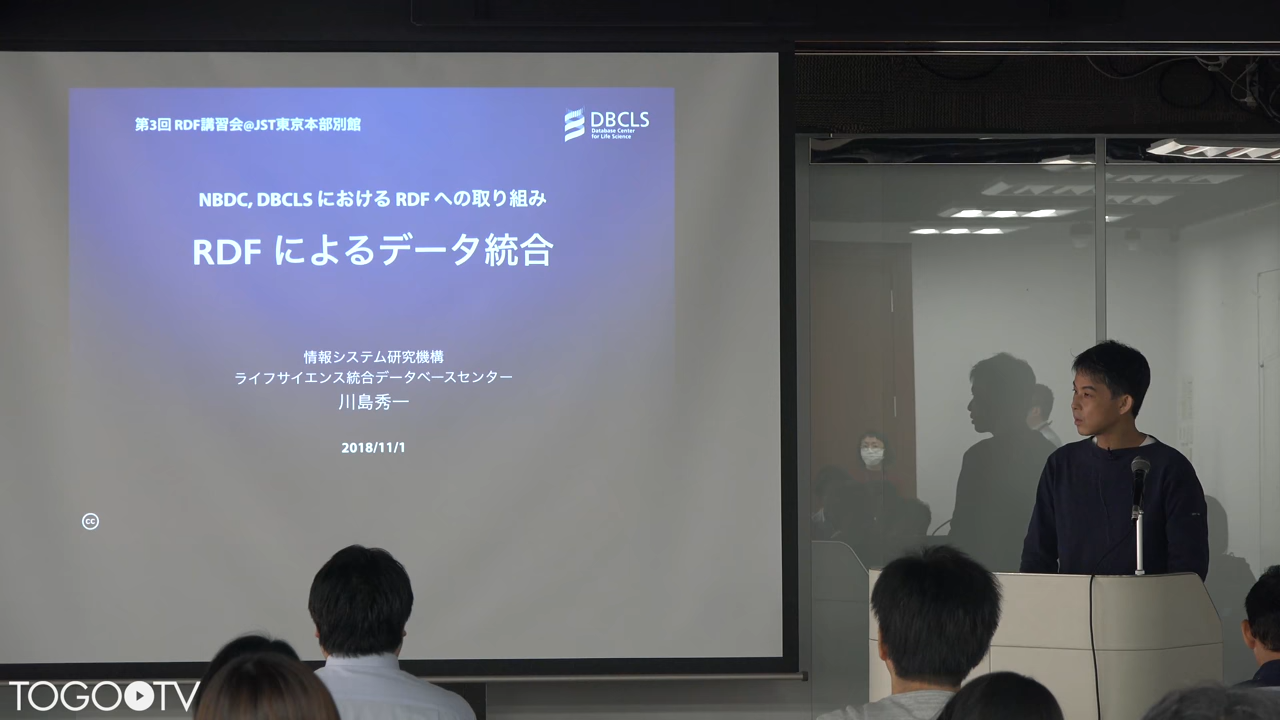 第3回 RDF講習会@JST東京本部別館
DBCLS
Database Center
for Life Science
NBDC, DBCLS における RDF への取り組み
RDF によるデータ統合
情報システム研究機構
ライフサイエンス統合データベースセンター
川島秀一
2018/11/1
cc
TOGO TV